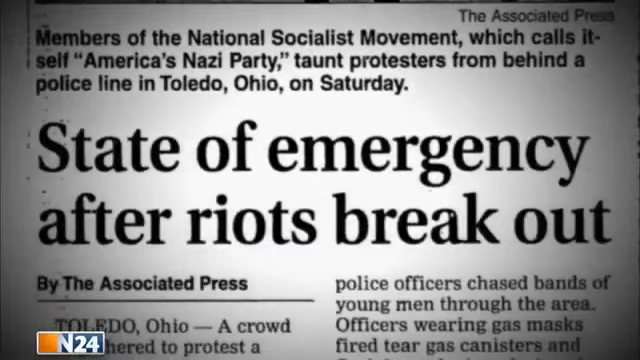 The Associated Press
Members of the National Socialist Movement, which calls it-
self “America’s Nazi Party,” taunt protesters from behind a
police line in Toledo, Ohio, on Saturday.
State of emergency
after riots break out
By The Associated Press
TOLEDO, Ohio — A crowd
hered to protest a
police officers chased bands of
young men through the area.
Officers wearing gas masks
fired tear gas canisters and
N24